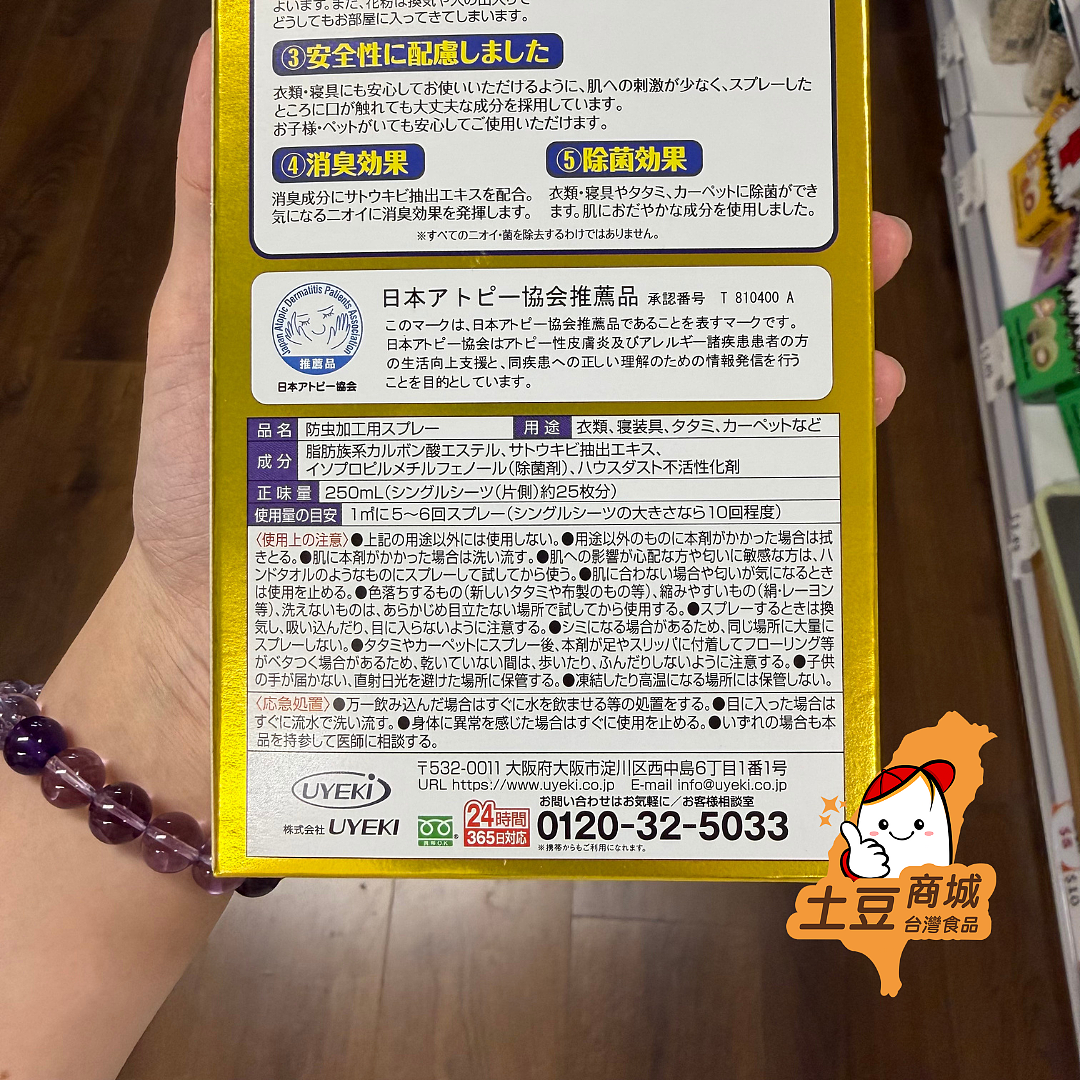 どうしてもお部屋に入ってきてしまいます。
③安全性に配慮しました
衣類・寝具にも安心してお使いいただけるように、肌への刺激が少なく、スプレーした
ところに口が触れても大丈夫な成分を採用しています。
お子様・ペットがいても安心してご使用いただけます。
④消臭効果
消臭成分にサトウキビ抽出エキスを配合。
気になるニオイに消臭効果を発揮します。
⑤除菌効果
衣類・寝具やタタミ、カーペットに除菌ができ
ます。肌におだやかな成分を使用しました。
※すべてのニオイ・菌を除去するわけではありません。
Japan Atopic Dermatitis Patients Association
推薦品
日本アトピー協会
日本アトピー協会推薦品 承認番号 T 810400 A
このマークは、日本アトピー協会推薦品であることを表すマークです。
日本アトピー協会はアトピー性皮膚炎及びアレルギー諸疾患患者の方
の生活向上支援と、同疾患への正しい理解のための情報発信を行う
ことを目的としています。
品名 防虫加工用スプレー 用途 衣類、寝装具、タタミ、カーペットなど
成分 脂肪族系カルボン酸エステル、サトウキビ抽出エキス、
イソプロピルメチルフェノール(除菌剤)、ハウスダスト不活性化剤
正味量 250mL(シングルシーツ(片側)約25枚分)
使用量の目安 1㎡に5〜6回スプレー(シングルシーツの大きさなら10回程度)
〈使用上の注意〉●上記の用途以外には使用しない。●用途以外のものに本剤がかかった場合は拭
きとる。●肌に本剤がかかった場合は洗い流す。●肌への影響が心配な方や匂いに敏感な方は、ハ
ンドタオルのようなものにスプレーして試してから使う。●肌に合わない場合や匂いが気になるとき
は使用を止める。●色落ちするもの(新しいタタミや布製のもの等)、縮みやすいもの(絹・レーヨン
等)、洗えないものは、あらかじめ目立たない場所で試してから使用する。●スプレーするときは換
気し、吸い込んだり、目に入らないように注意する。●シミになる場合があるため、同じ場所に大量に
スプレーしない。●タタミやカーペットにスプレー後、本剤が足やスリッパに付着してフローリング等
がベタつく場合があるため、乾いていない間は、歩いたり、ふんだりしないように注意する。●子供
の手が届かない、直射日光を避けた場所に保管する。●凍結したり高温になる場所には保管しない。
〈応急処置〉●万一飲み込んだ場合はすぐに水を飲ませる等の処置をする。●目に入った場合は
すぐに流水で洗い流す。●身体に異常を感じた場合はすぐに使用を止める。●いずれの場合も本
品を持参して医師に相談する。
UYEKI
株式会社 UYEKI
〒532-0011 大阪府大阪市淀川区西中島6丁目1番1号
URL https://www.uyeki.co.jp E-mail info@uyeki.co.jp
お問い合わせはお気軽に/お客様相談室
24時間
365日対応
0120-32-5033
※携帯からもご利用になれます。
土豆商城
台灣食品